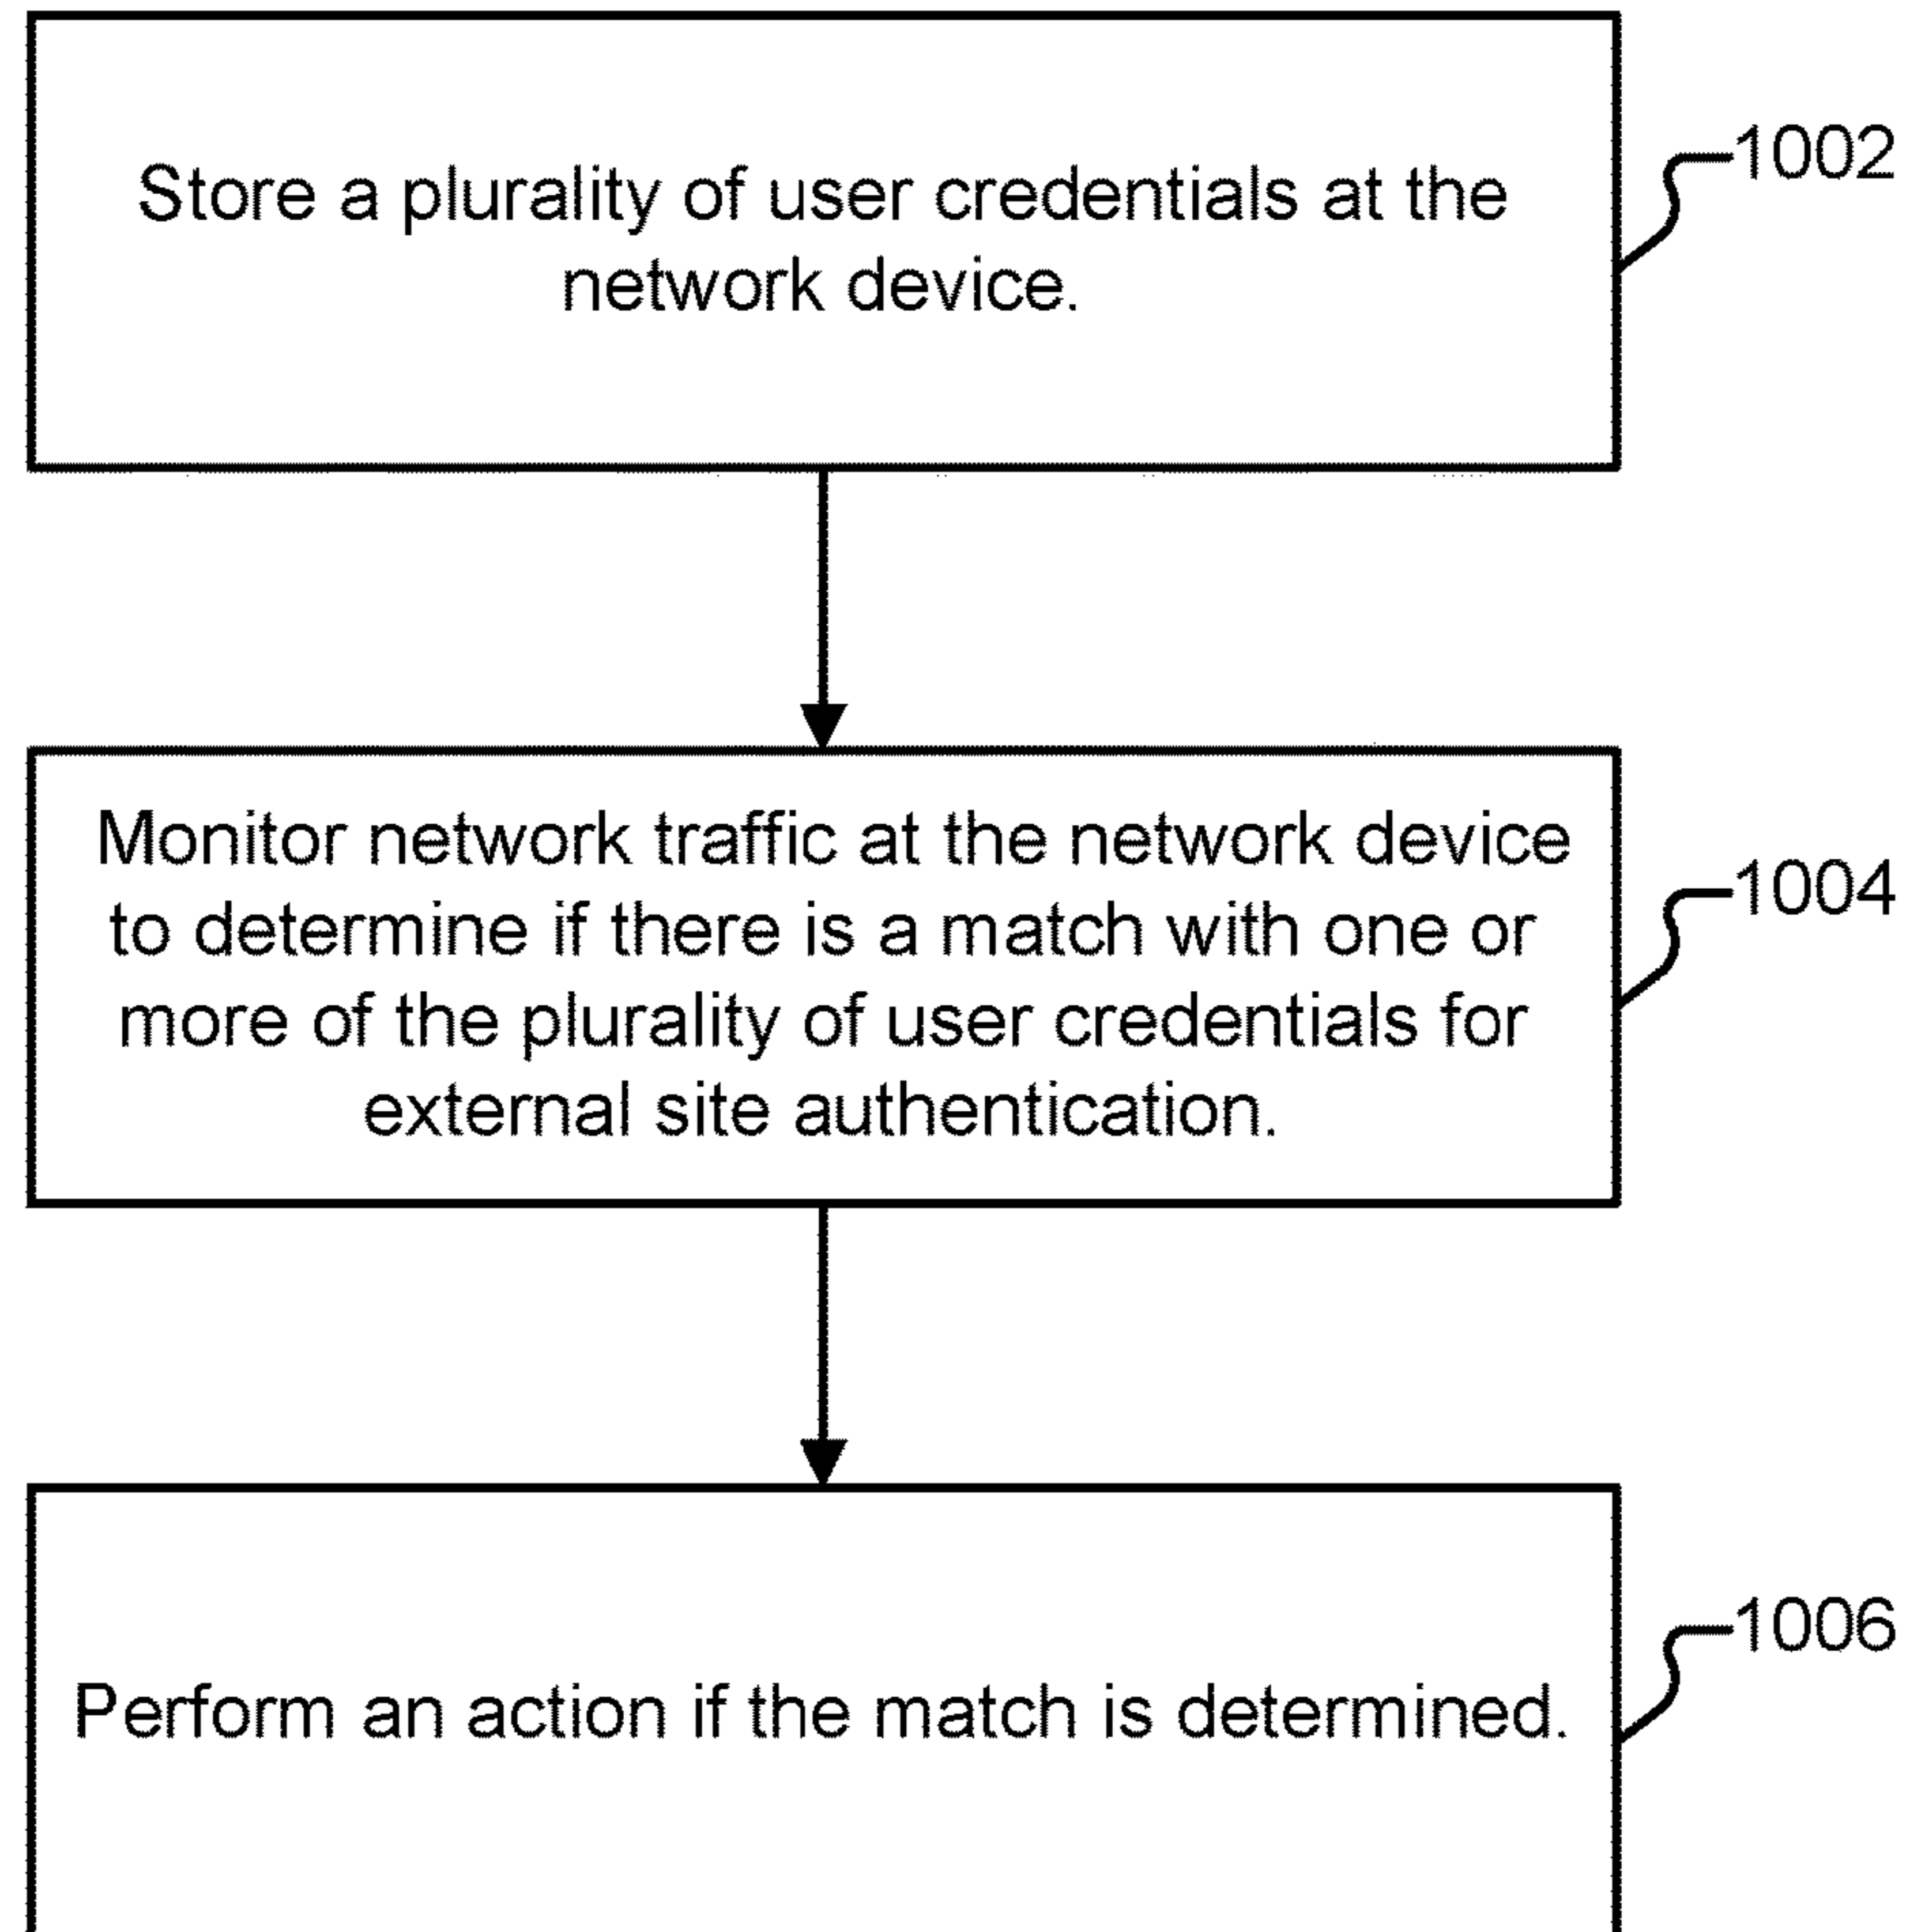 Store a plurality of user credentials at the
network device.
1002
Monitor network traffic at the network device
to determine if there is a match with one or
more of the plurality of user credentials for
external site authentication.
1004
Perform an action if the match is determined.
1006